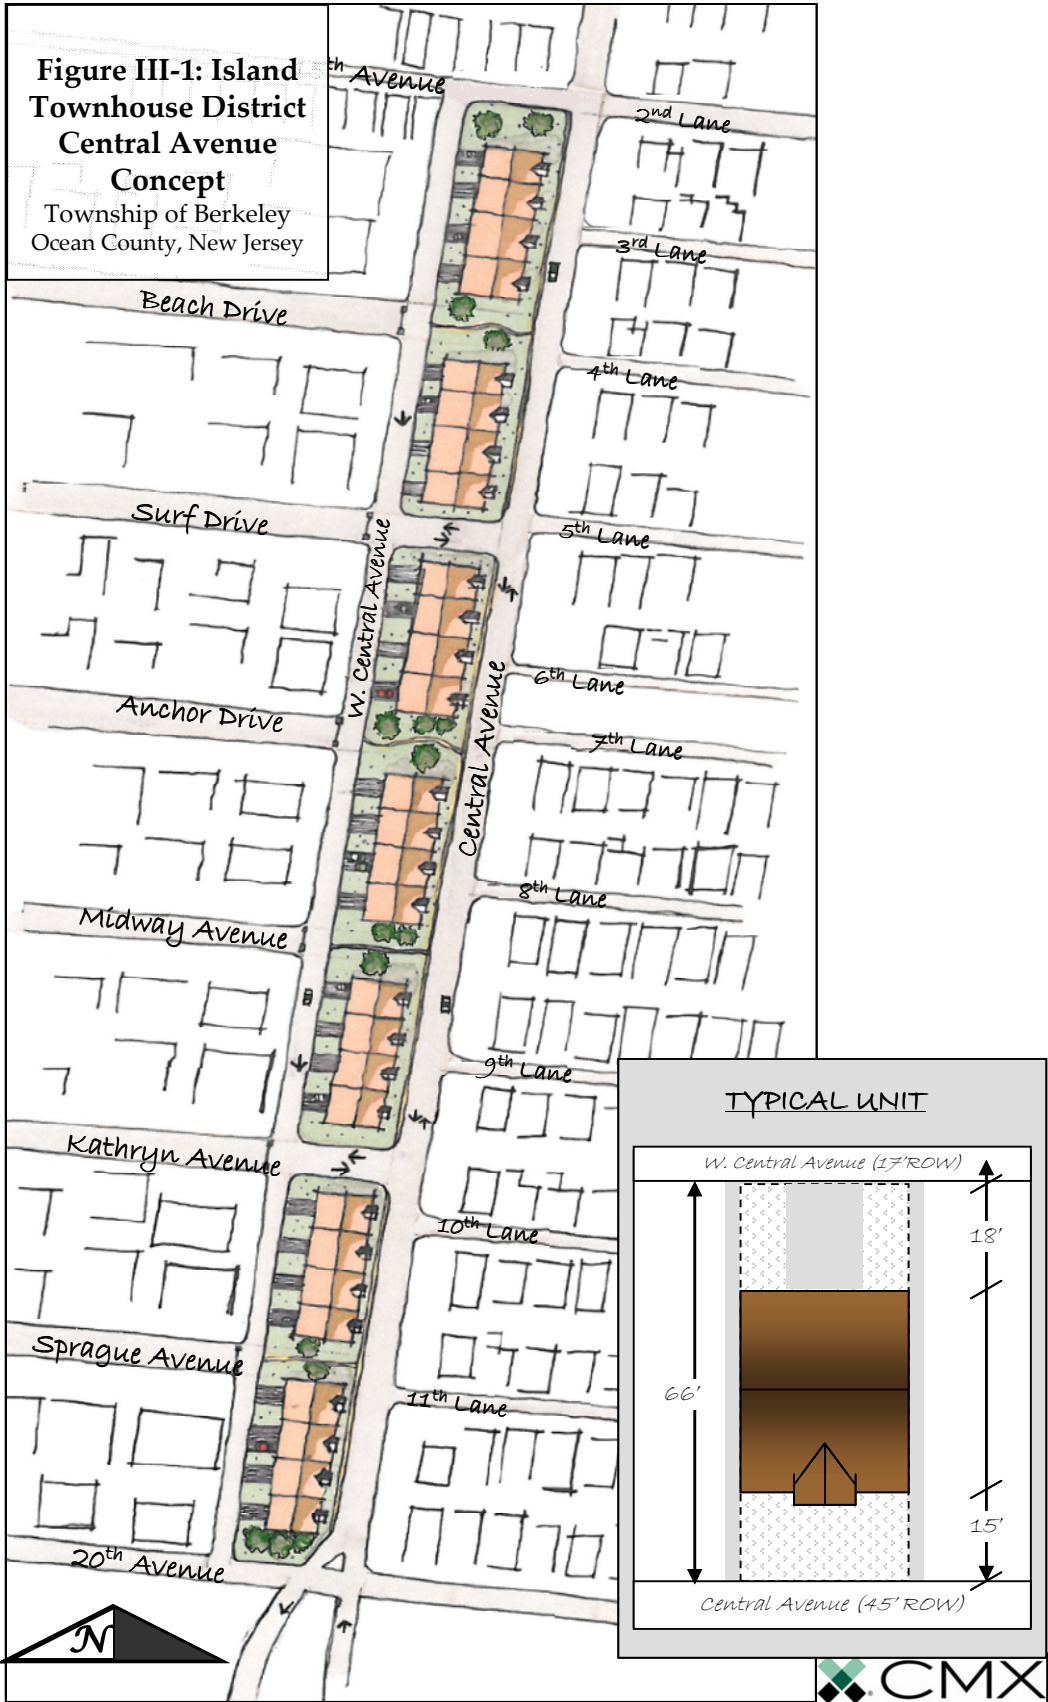 Figure III-1: Island
Townhouse District
Central Avenue
Concept
Township of Berkeley
Ocean County, New Jersey
th Avenue
2nd Lane
3rd Lane
Beach Drive
4th Lane
Surf Drive
5th Lane
W. Central Avenue
6th Lane
Anchor Drive
7th Lane
Central Avenue
8th Lane
Midway Avenue
9th Lane
Kathryn Avenue
10th Lane
Sprague Avenue
11th Lane
20th Avenue
N
TYPICAL UNIT
W. Central Avenue (17'ROW)
18'
66'
15'
Central Avenue (45' ROW)
CMX